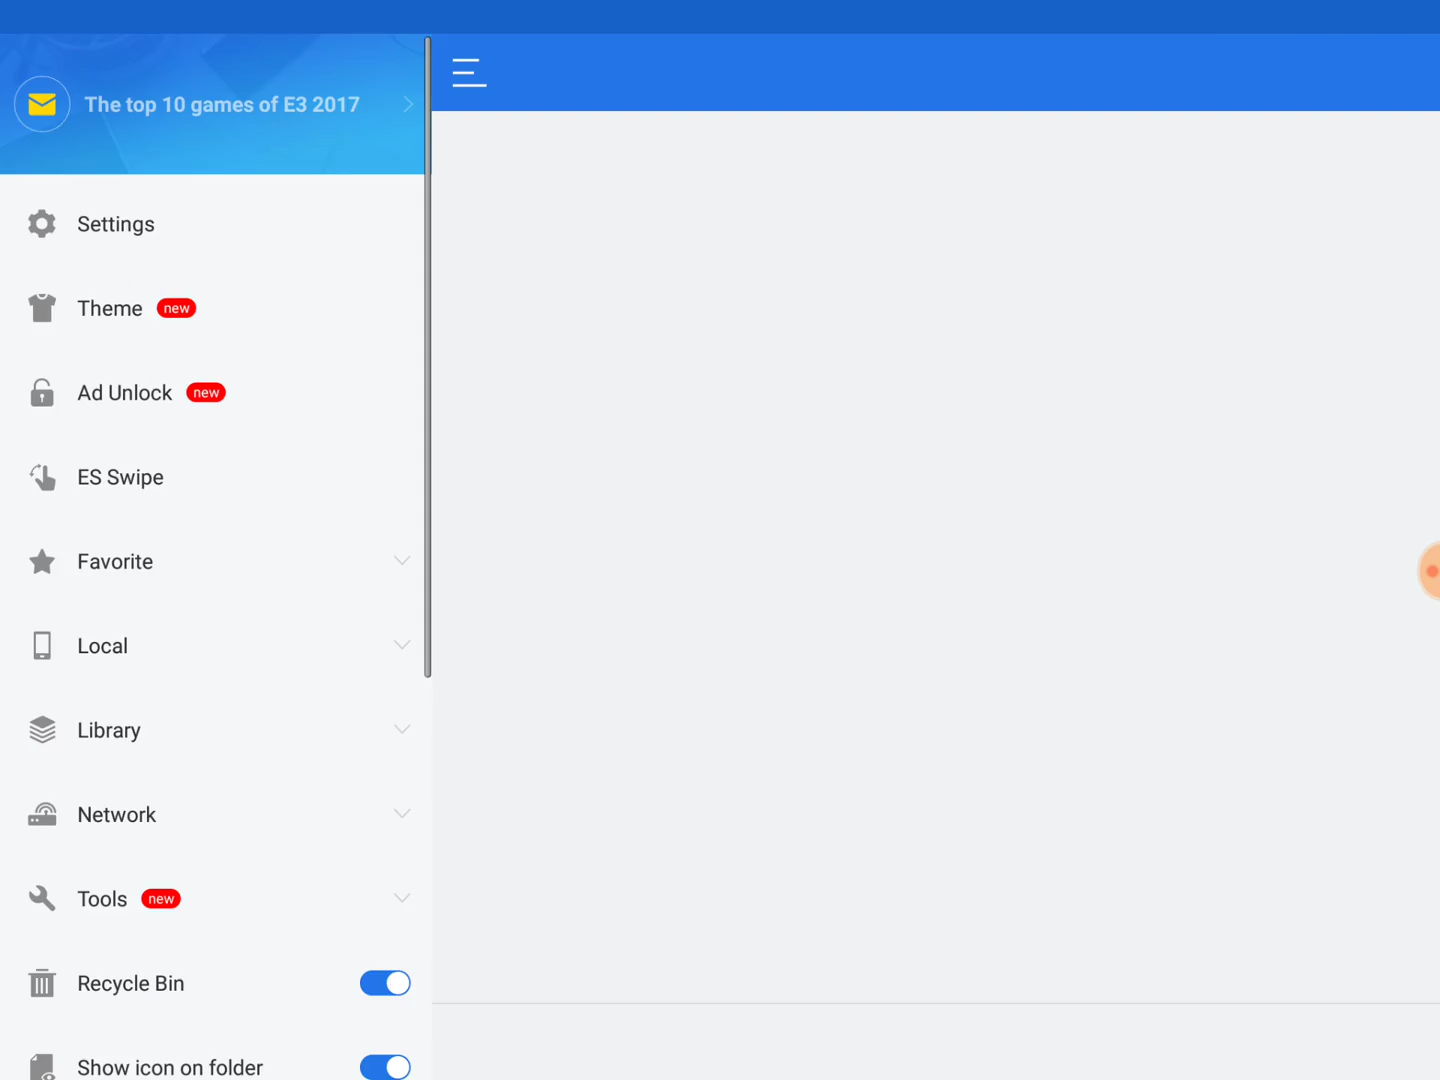 The top 10 games of E3 2017
Settings
Theme new
Ad Unlock new
ES Swipe
Favorite
Local
Library
Network
Tools new
Recycle Bin
Show icon on folder